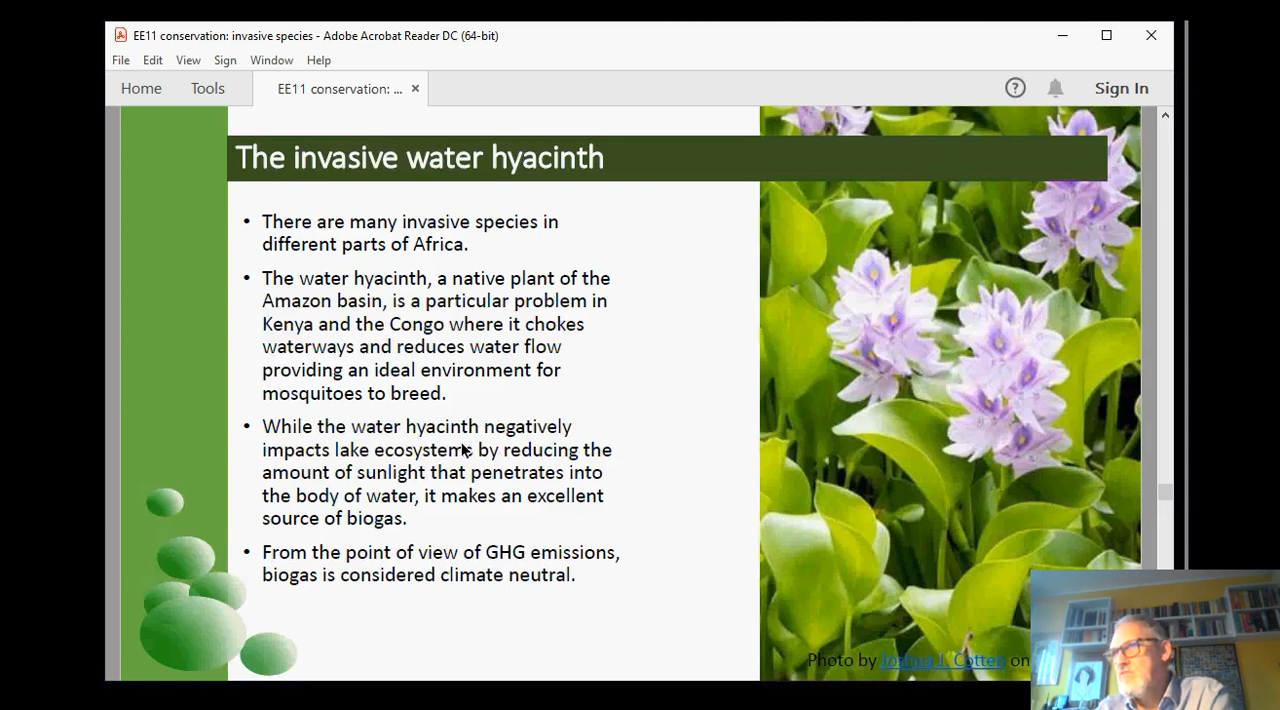 EE11 conservation: invasive species - Adobe Acrobat Reader DC (64-bit)
File Edit View Sign Window Help
Home Tools EE11 conservation: ... × ? Sign In
The invasive water hyacinth
• There are many invasive species in
different parts of Africa.
• The water hyacinth, a native plant of the
Amazon basin, is a particular problem in
Kenya and the Congo where it chokes
waterways and reduces water flow
providing an ideal environment for
mosquitoes to breed.
• While the water hyacinth negatively
impacts lake ecosystems by reducing the
amount of sunlight that penetrates into
the body of water, it makes an excellent
source of biogas.
• From the point of view of GHG emissions,
biogas is considered climate neutral.
Photo by Joshua J. Cotten on